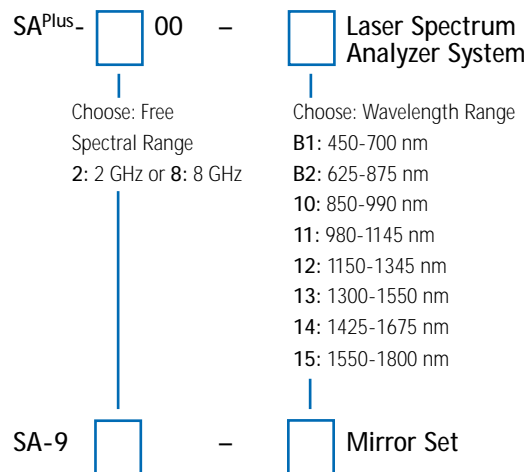 SAPlus- 00 – Laser Spectrum
Analyzer System
Choose: Free
Spectral Range
2: 2 GHz or 8: 8 GHz
Choose: Wavelength Range
B1: 450-700 nm
B2: 625-875 nm
10: 850-990 nm
11: 980-1145 nm
12: 1150-1345 nm
13: 1300-1550 nm
14: 1425-1675 nm
15: 1550-1800 nm
SA-9 – Mirror Set